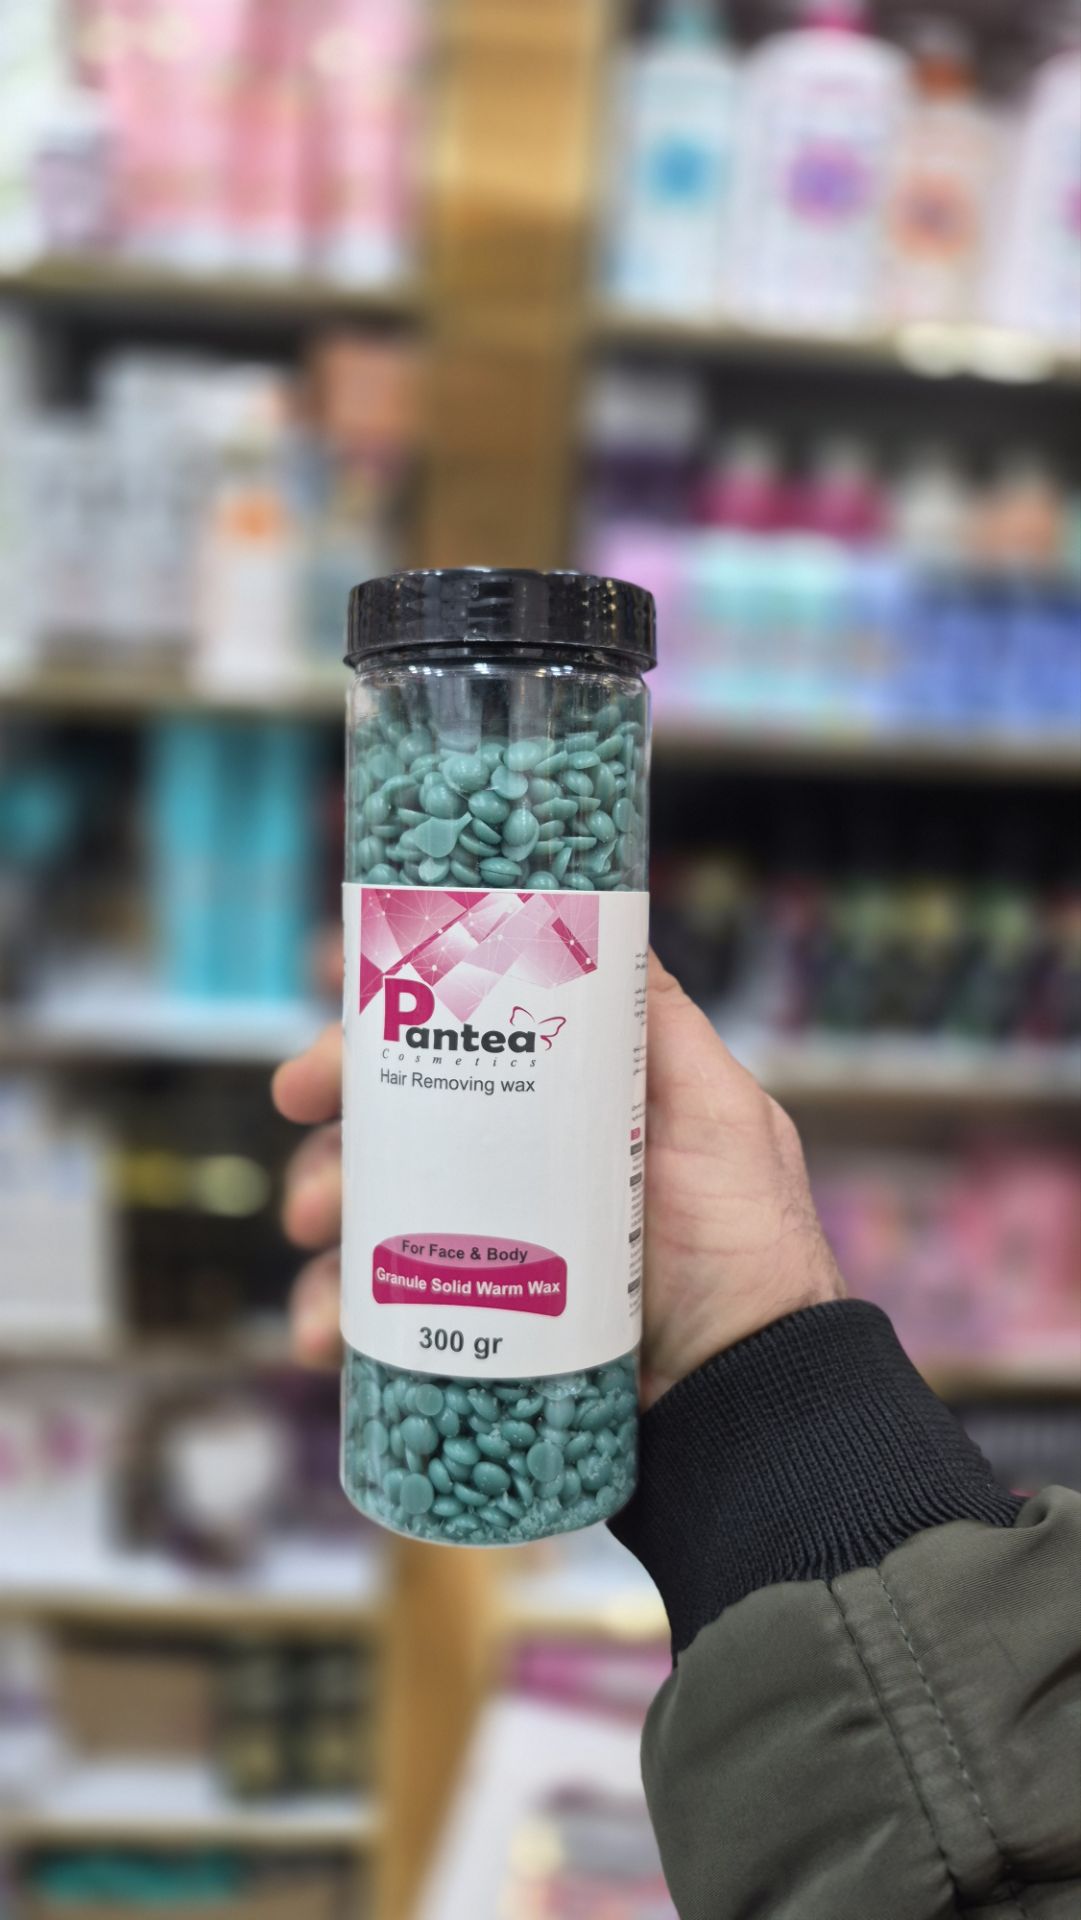 Pantea
Cosmetics
Hair Removing wax
For Face & Body
Granule Solid Warm Wax
300 gr